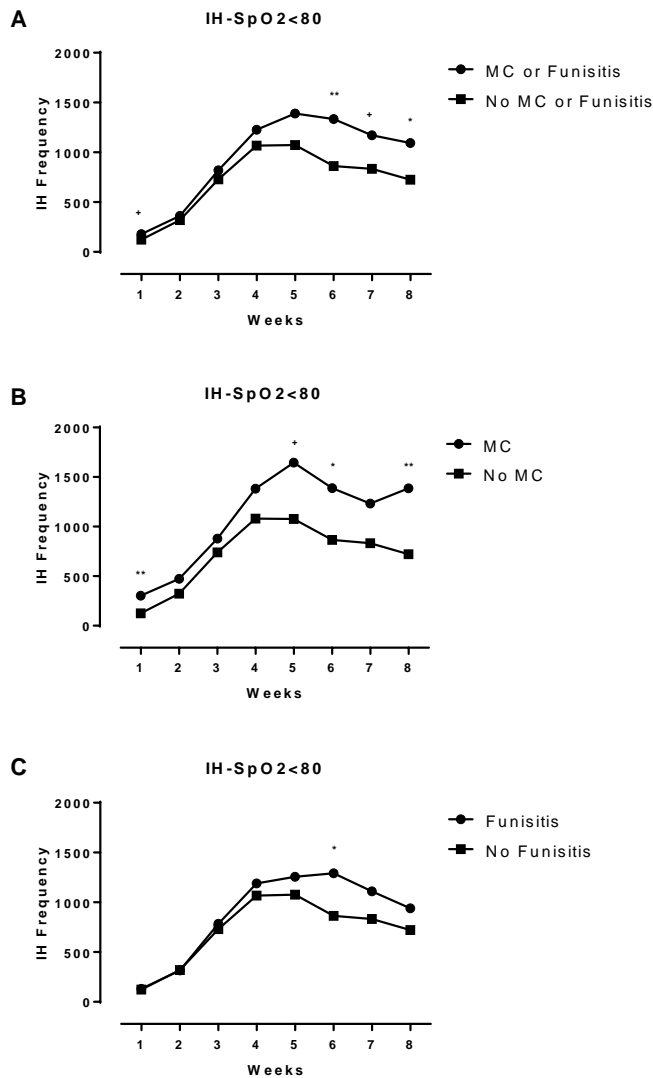 A
IH-SpO2<80
2000
1500
1000
500
0
IH Frequency
+
**
+
*
1 2 3 4 5 6 7 8
Weeks
MC or Funisitis
No MC or Funisitis
B
IH-SpO2<80
2000
1500
1000
500
0
IH Frequency
**
+
*
**
1 2 3 4 5 6 7 8
Weeks
MC
No MC
C
IH-SpO2<80
2000
1500
1000
500
0
IH Frequency
*
1 2 3 4 5 6 7 8
Weeks
Funisitis
No Funisitis